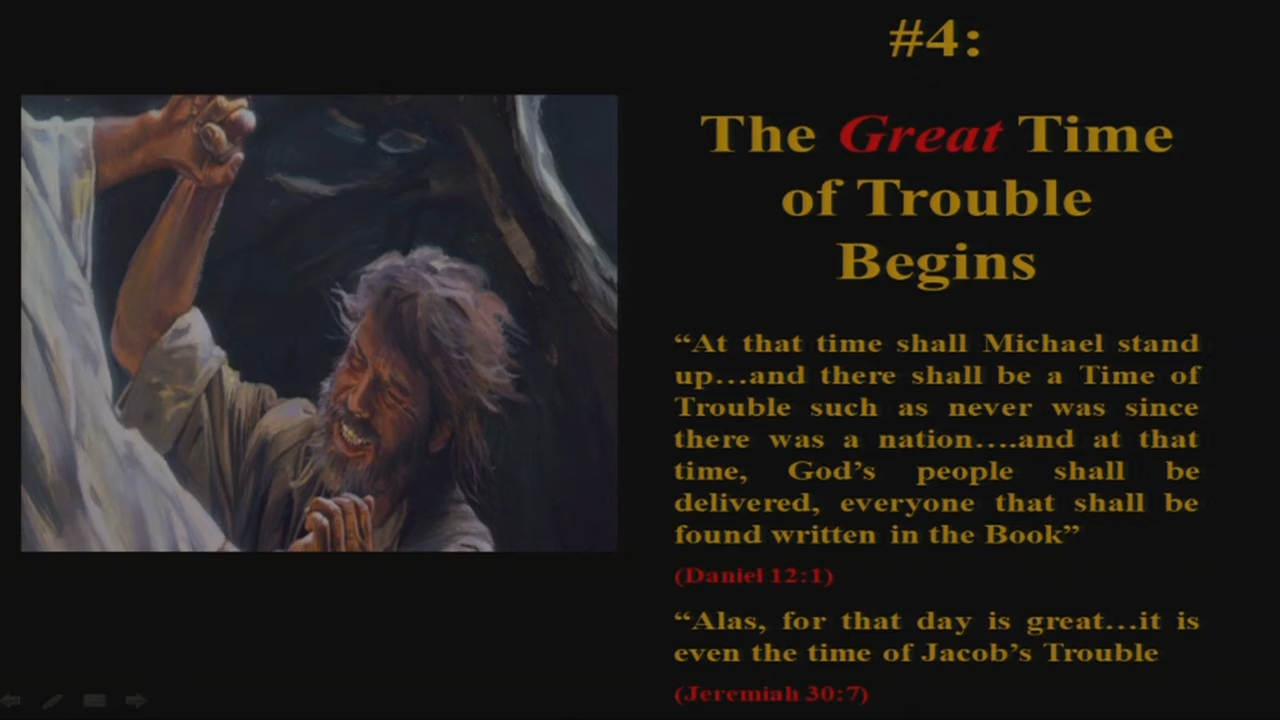 #4:
The Great Time
of Trouble
Begins
“At that time shall Michael stand
up…and there shall be a Time of
Trouble such as never was since
there was a nation….and at that
time, God’s people shall be
delivered, everyone that shall be
found written in the Book”
(Daniel 12:1)
“Alas, for that day is great…it is
even the time of Jacob’s Trouble
(Jeremiah 30:7)